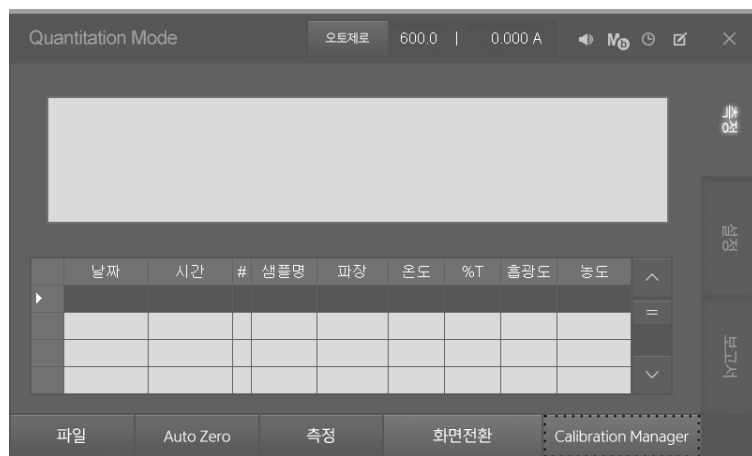 Quantitation Mode 오토제로 600.0 | 0.000 A
측정
설정
보고서
날짜 시간 # 샘플명 파장 온도 %T 흡광도 농도
파일 Auto Zero 측정 화면전환 Calibration Manager